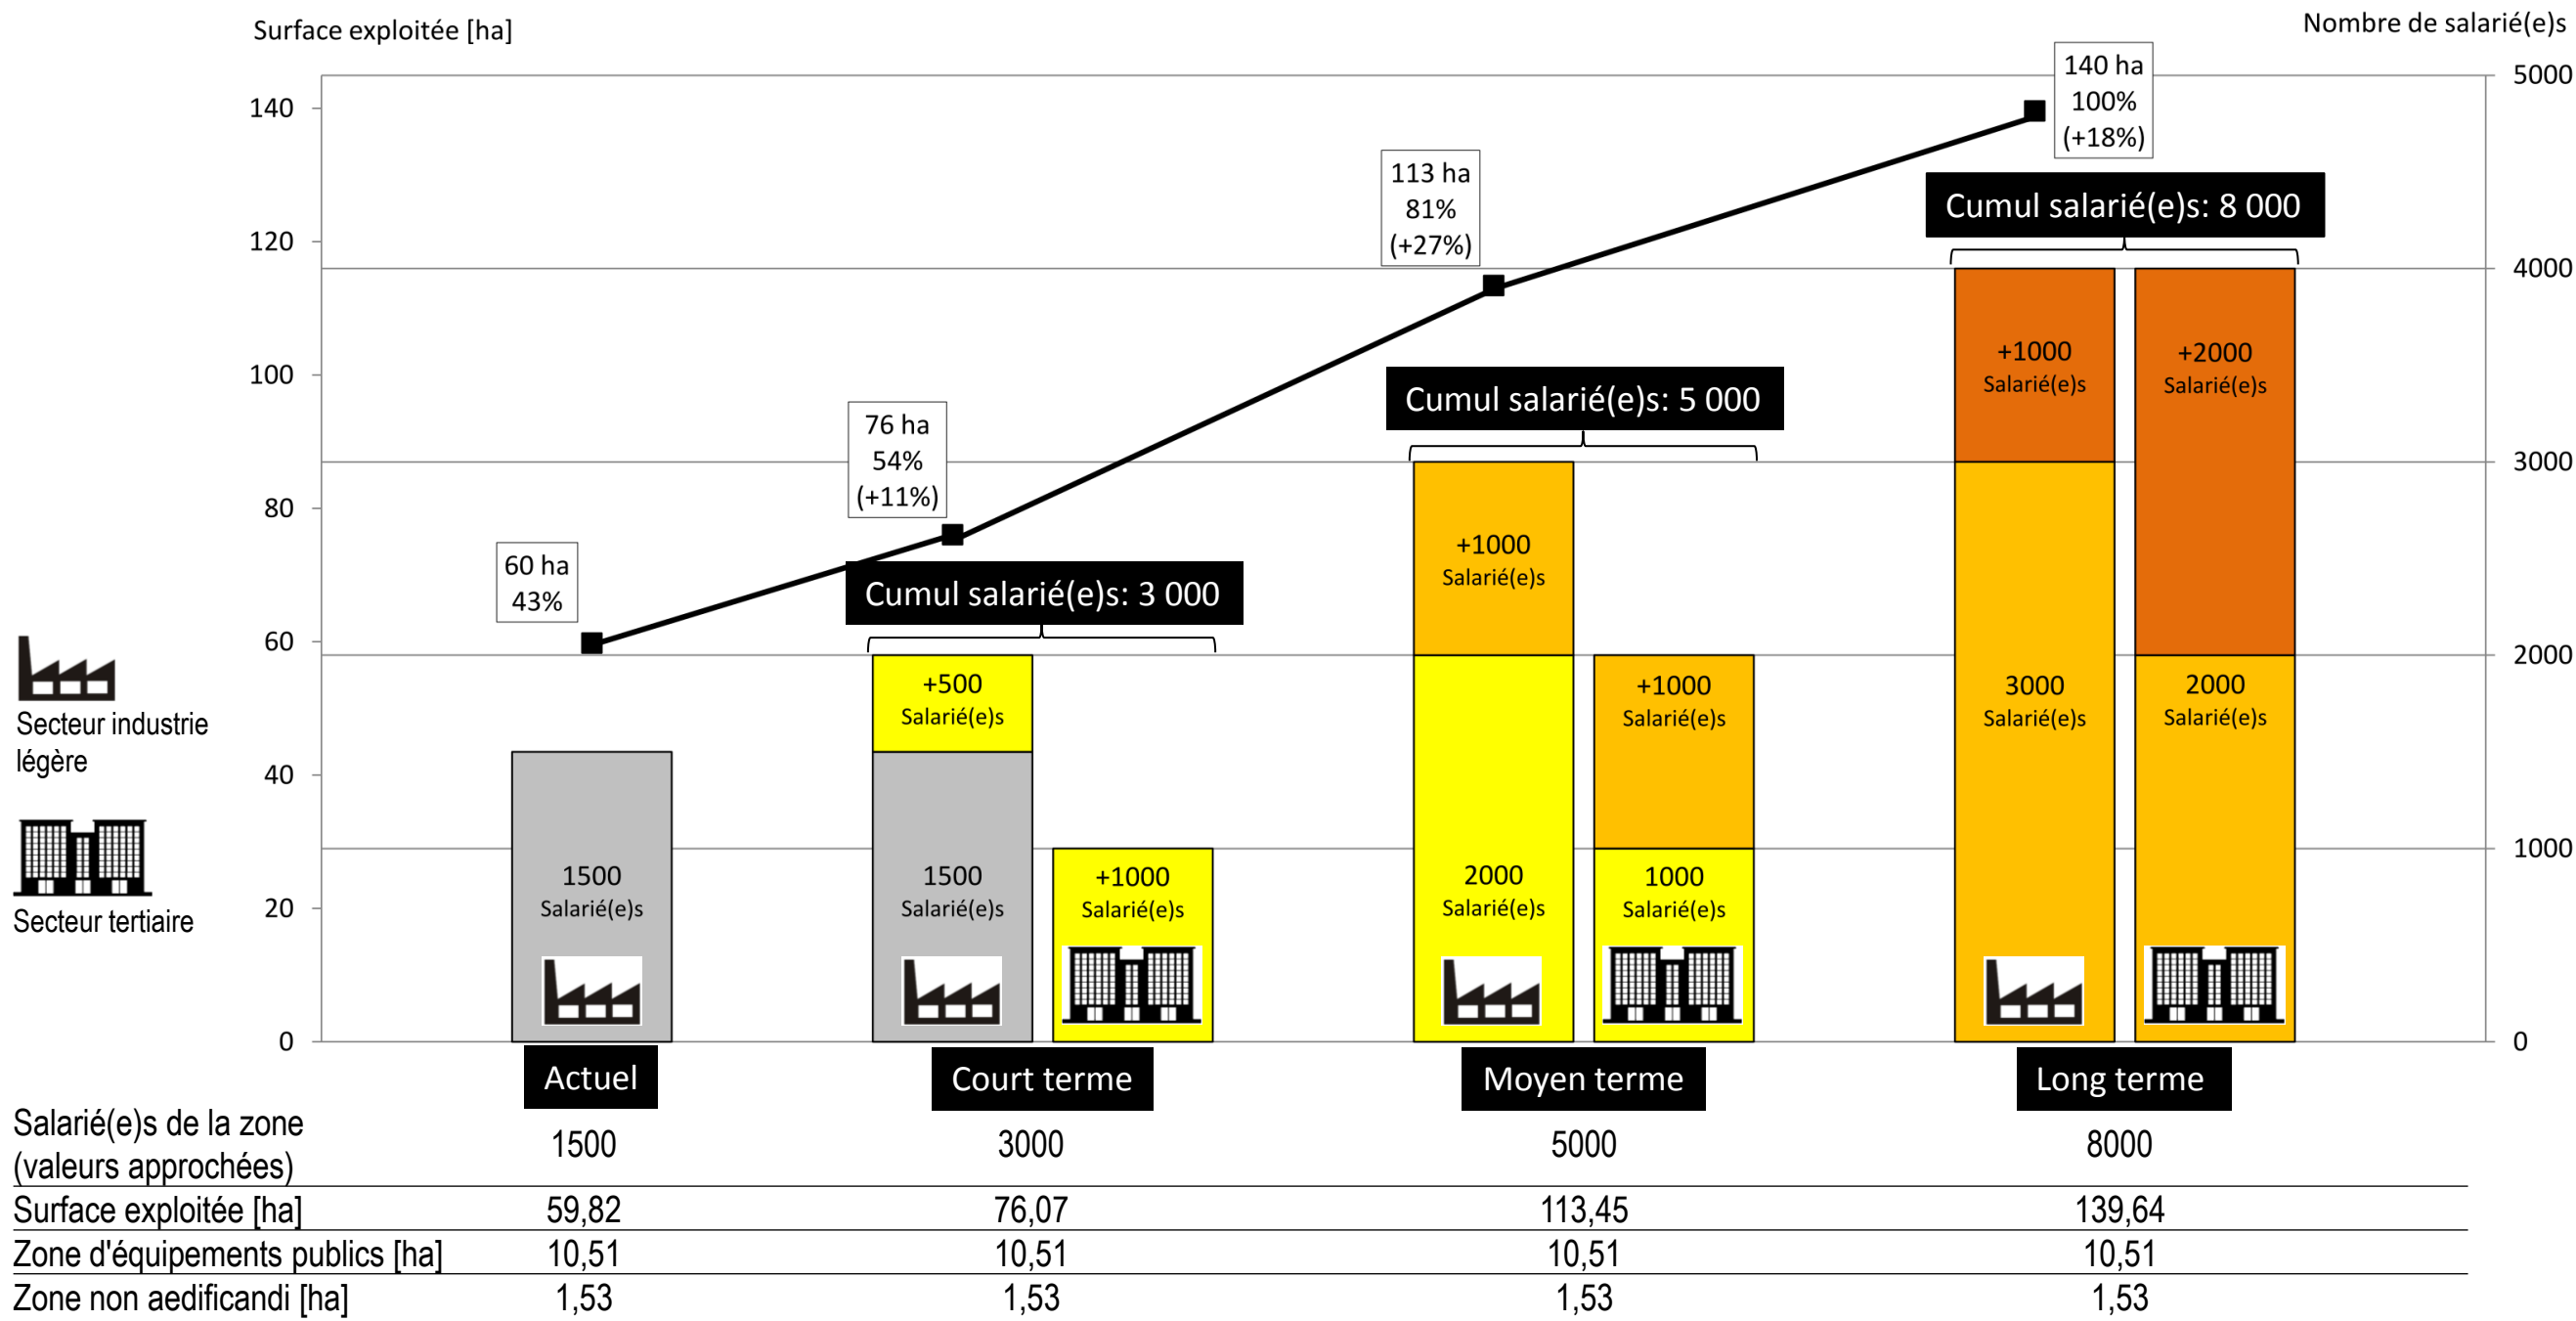 Surface exploitée [ha]
Nombre de salarié(e)s
140
120
100
80
60
40
20
0
5000
4000
3000
2000
1000
0
60 ha
43%
76 ha
54%
(+11%)
113 ha
81%
(+27%)
140 ha
100%
(+18%)
Cumul salarié(e)s: 3 000
Cumul salarié(e)s: 5 000
Cumul salarié(e)s: 8 000
Secteur industrie
légère
Secteur tertiaire
1500
Salarié(e)s
+500
Salarié(e)s
1500
Salarié(e)s
+1000
Salarié(e)s
+1000
Salarié(e)s
2000
Salarié(e)s
+1000
Salarié(e)s
1000
Salarié(e)s
+1000
Salarié(e)s
3000
Salarié(e)s
+2000
Salarié(e)s
2000
Salarié(e)s
Actuel
Court terme
Moyen terme
Long terme
Salarié(e)s de la zone
(valeurs approchées) 1500 3000 5000 8000
Surface exploitée [ha] 59,82 76,07 113,45 139,64
Zone d'équipements publics [ha] 10,51 10,51 10,51 10,51
Zone non aedificandi [ha] 1,53 1,53 1,53 1,53